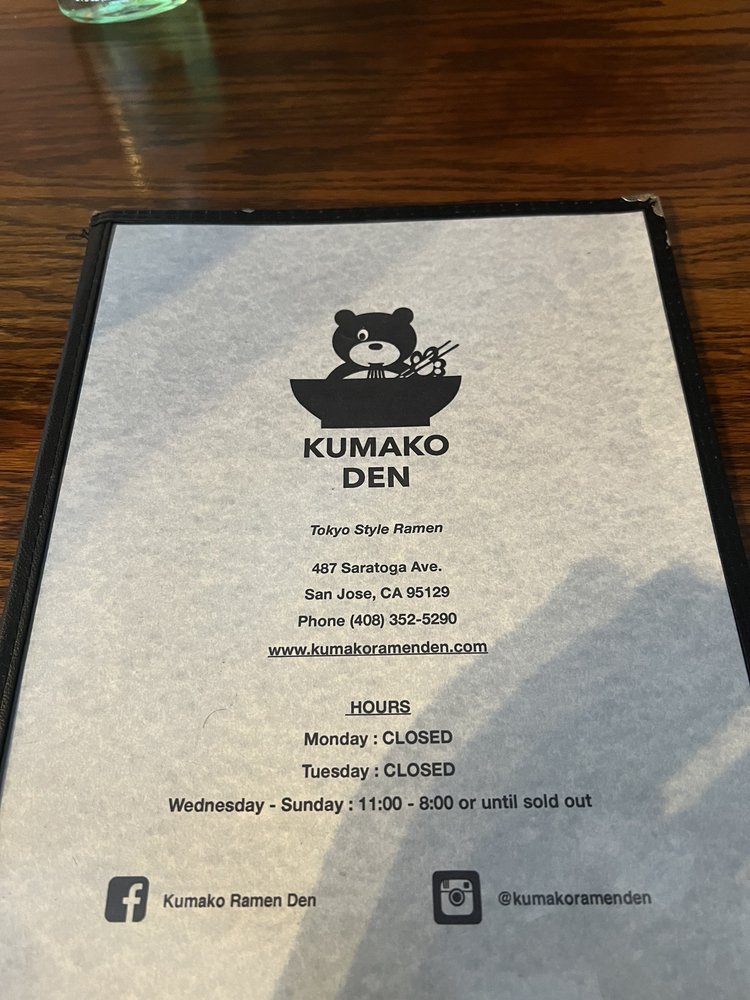 KUMAKO
DEN
Tokyo Style Ramen
487 Saratoga Ave.
San Jose, CA 95129
Phone (408) 352-5290
www.kumakoramenden.com
HOURS
Monday : CLOSED
Tuesday : CLOSED
Wednesday - Sunday : 11:00 - 8:00 or until sold out
Kumako Ramen Den
@kumakoramenden